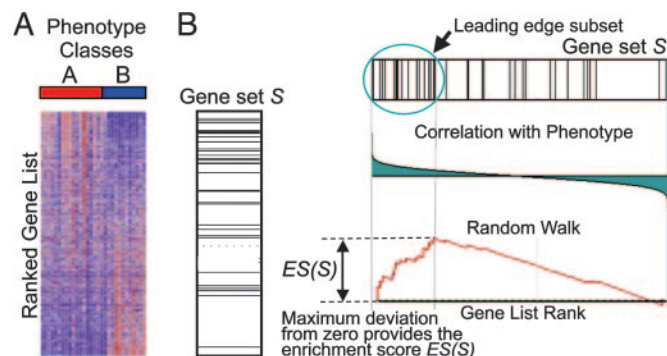 A
Phenotype
Classes
A B
Ranked Gene List
B
Gene set S
Leading edge subset
Gene set S
Correlation with Phenotype
Random Walk
ES(S)
Gene List Rank
Maximum deviation
from zero provides the
enrichment score ES(S)